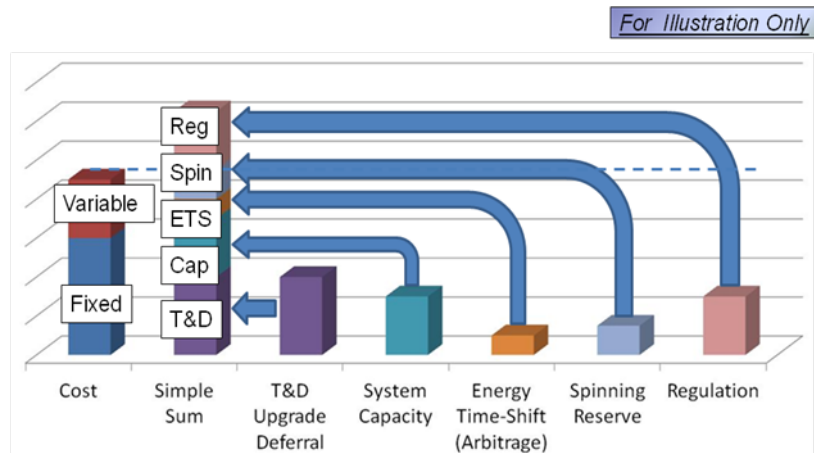 For Illustration Only
Reg
Spin
Variable
ETS
Cap
Fixed
T&D
Cost
Simple
Sum
T&D
Upgrade
Deferral
System
Capacity
Energy
Time-Shift
(Arbitrage)
Spinning
Reserve
Regulation